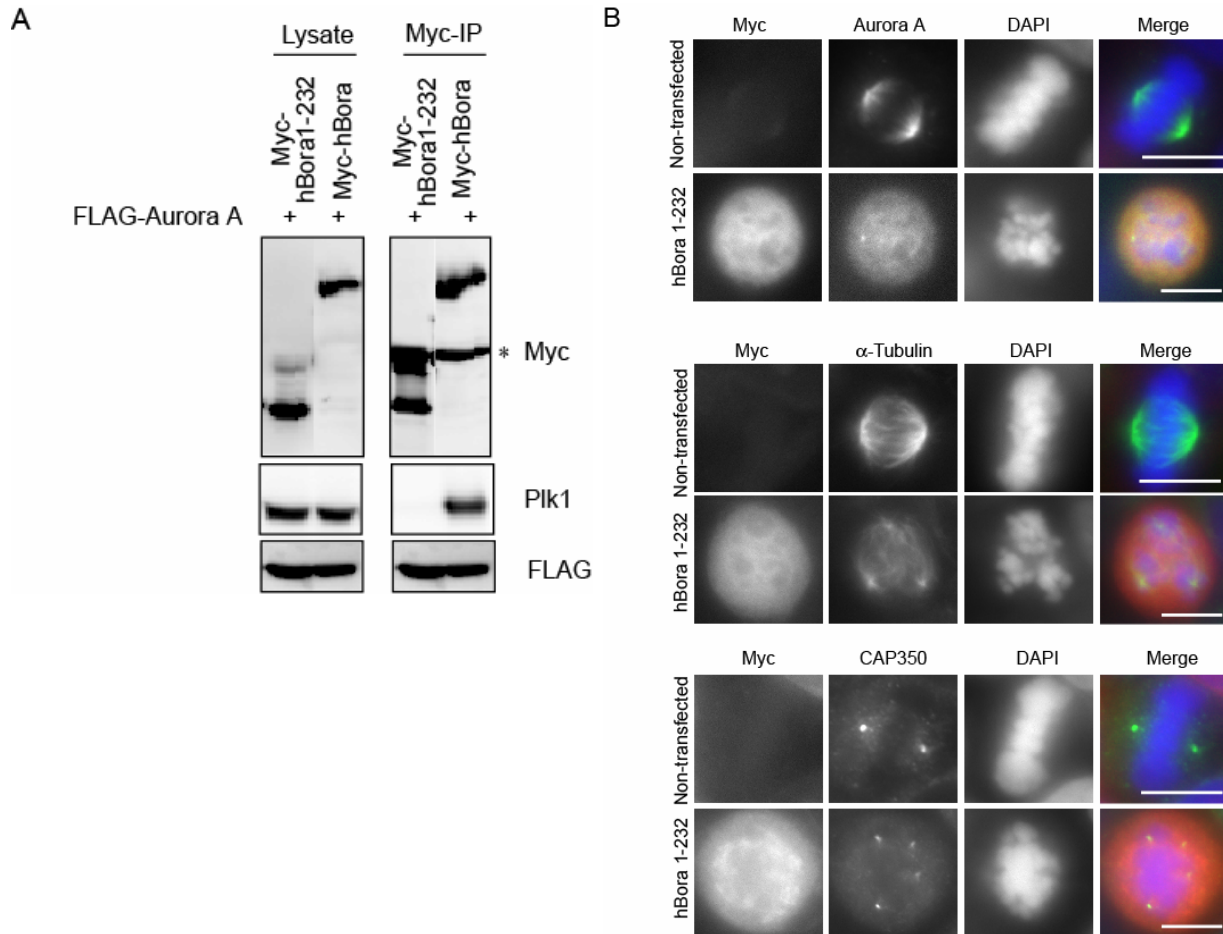 A
Lysate
Myc-IP
Myc-
hBora1-232
Myc-hBora
Myc-
hBora1-232
Myc-hBora
FLAG-Aurora A + + + +
* Myc
Plk1
FLAG
B
Myc Aurora A DAPI Merge
Non-transfected
hBora 1-232
Myc α-Tubulin DAPI Merge
Non-transfected
hBora 1-232
Myc CAP350 DAPI Merge
Non-transfected
hBora 1-232